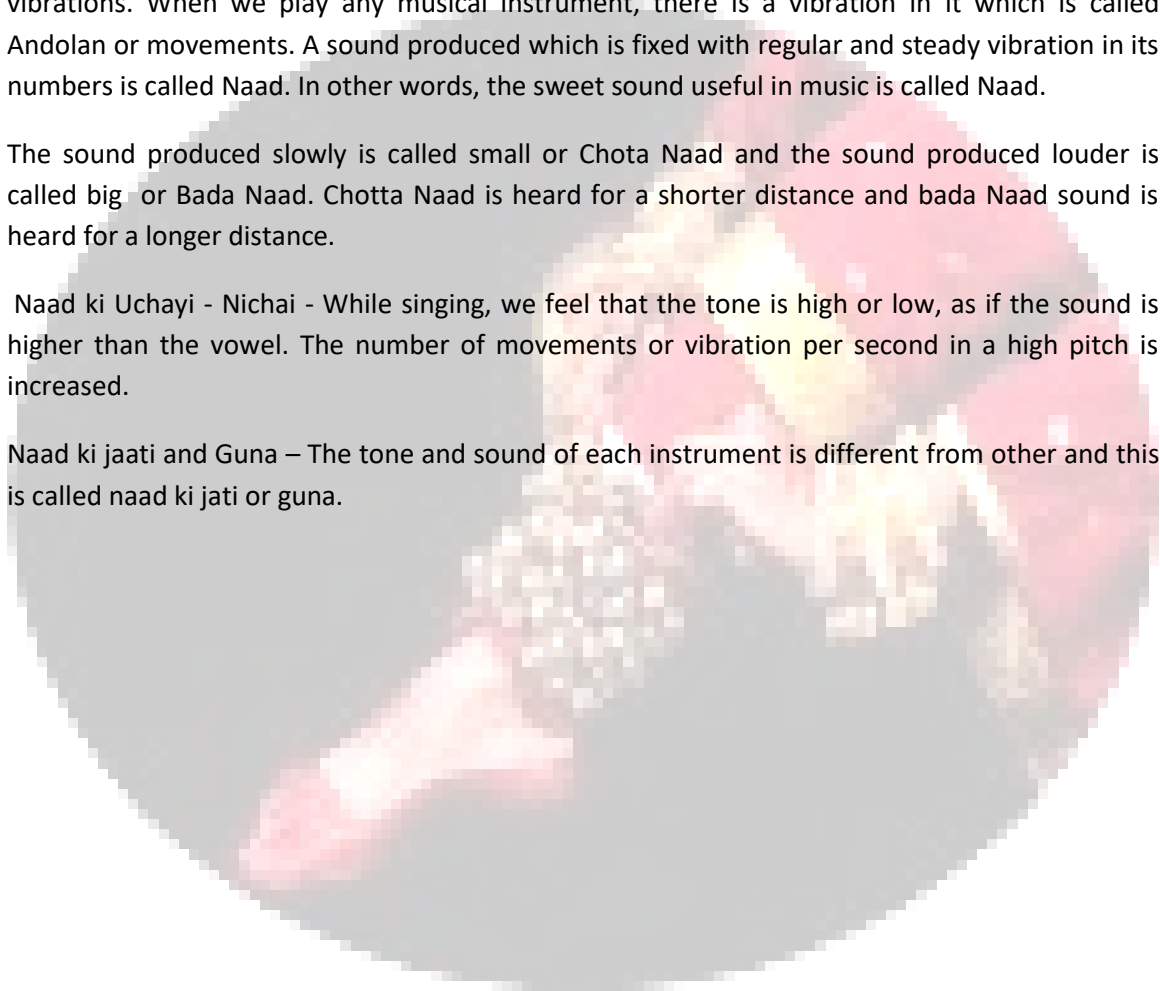 vibrations. When we play any musical instrument, there is a vibration in it which is called
Andolan or movements. A sound produced which is fixed with regular and steady vibration in its
numbers is called Naad. In other words, the sweet sound useful in music is called Naad.
The sound produced slowly is called small or Chota Naad and the sound produced louder is
called big or Bada Naad. Chotta Naad is heard for a shorter distance and bada Naad sound is
heard for a longer distance.
Naad ki Uchayi - Nichai - While singing, we feel that the tone is high or low, as if the sound is
higher than the vowel. The number of movements or vibration per second in a high pitch is
increased.
Naad ki jaati and Guna – The tone and sound of each instrument is different from other and this
is called naad ki jati or guna.